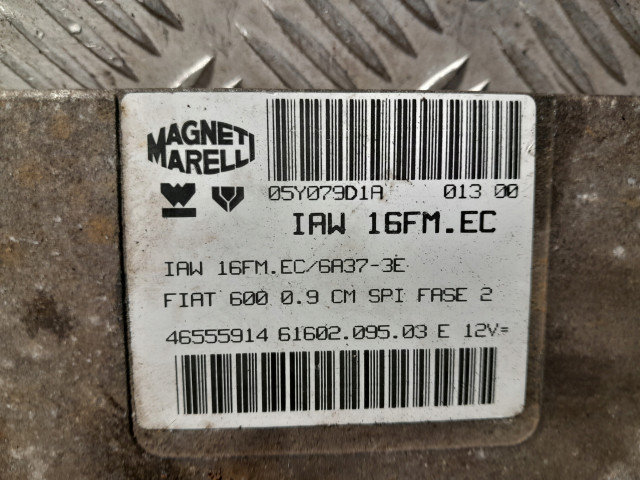 MAGNETI
MARELLI
05Y079D1A 013 00
IAW 16FM.EC
IAW 16FM.EC/6A37-3E
FIAT 600 0.9 CM SPI FASE 2
46555914 61602.095.03 E 12V=